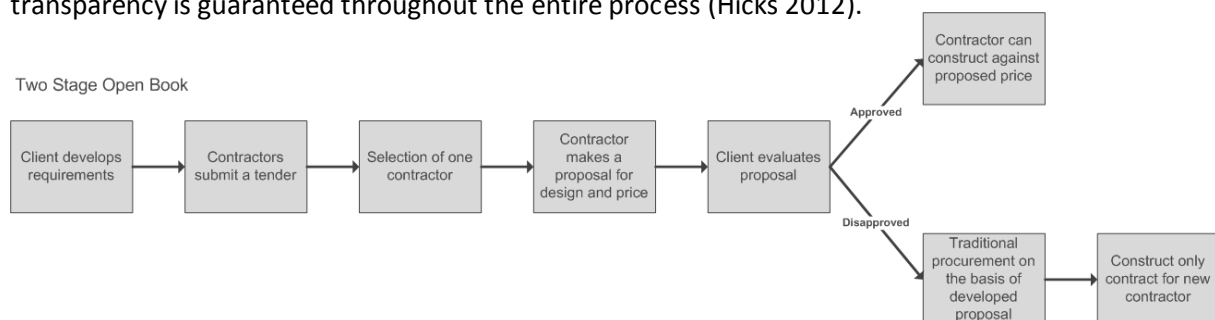 transparency is guaranteed throughout the entire process (Hicks 2012).
Two Stage Open Book
Client develops
requirements
Contractors
submit a tender
Selection of one
contractor
Contractor
makes a
proposal for
design and price
Client evaluates
proposal
Approved
Contractor can
construct against
proposed price
Disapproved
Traditional
procurement on
the basis of
developed
proposal
Construct only
contract for new
contractor